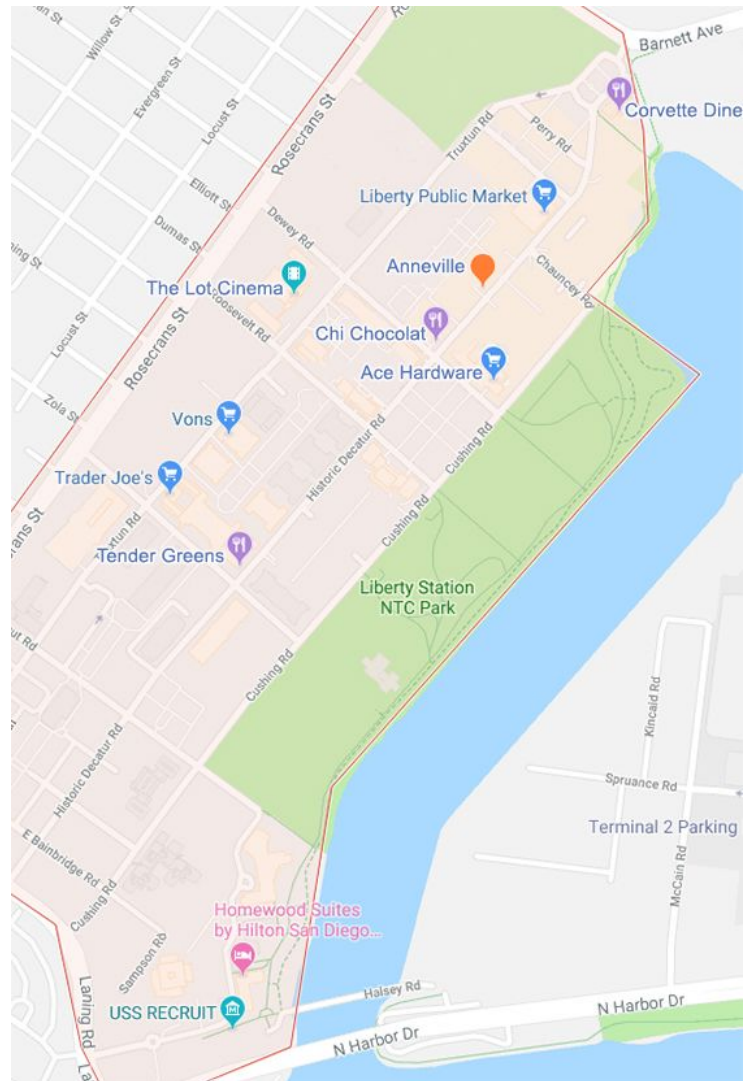 Willow St
Evergreen St
Locust St
Rosecrans St
Barnett Ave
Corvette Dine
Truxtun Rd
Perry Rd
Elliott St
Liberty Public Market
Dumas St
Dewey Rd
Anneville
Chauncey Rd
The Lot Cinema
Roosevelt Rd
Locust St
Chi Chocolat
Rosecrans St
Ace Hardware
Zola St
Vons
Historic Decatur Rd
Cushing Rd
Trader Joe's
Cushing Rd
Tender Greens
Liberty Station
NTC Park
Cushing Rd
Kincaid Rd
Historic Decatur Rd
Spruance Rd
Terminal 2 Parking
E Bainbridge Rd
McCain Rd
Cushing Rd
Homewood Suites
by Hilton San Diego...
Sampson Rd
Laning Rd
Halsey Rd
USS RECRUIT
N Harbor Dr
N Harbor Dr